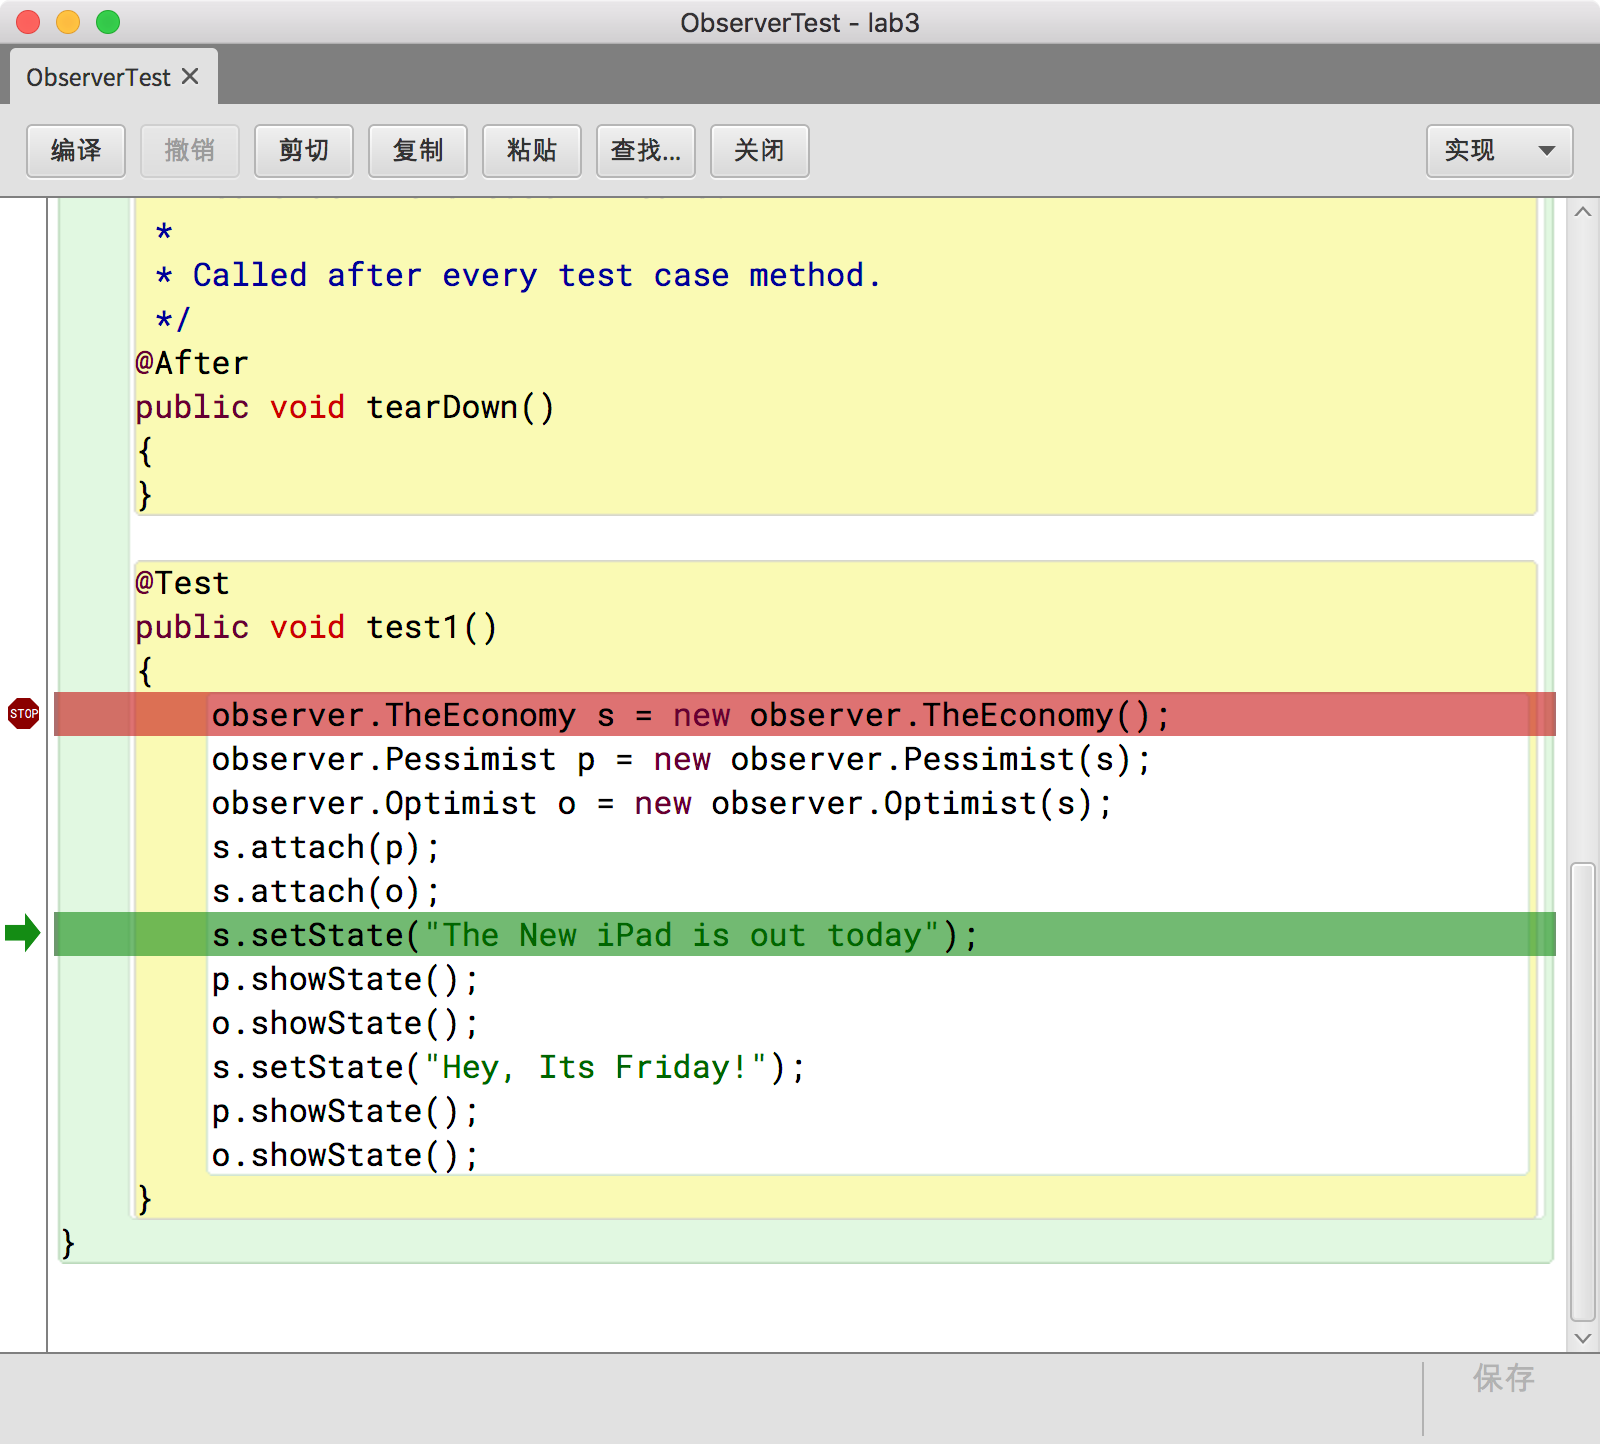 ObserverTest - lab3
ObserverTest
编译 撤销 剪切 复制 粘贴 查找... 关闭 实现
*
* Called after every test case method.
*/
@After
public void tearDown()
{
}
@Test
public void test1()
{
STOP observer.TheEconomy s = new observer.TheEconomy();
observer.Pessimist p = new observer.Pessimist(s);
observer.Optimist o = new observer.Optimist(s);
s.attach(p);
s.attach(o);
s.setState("The New iPad is out today");
p.showState();
o.showState();
s.setState("Hey, Its Friday!");
p.showState();
o.showState();
}
}
保存